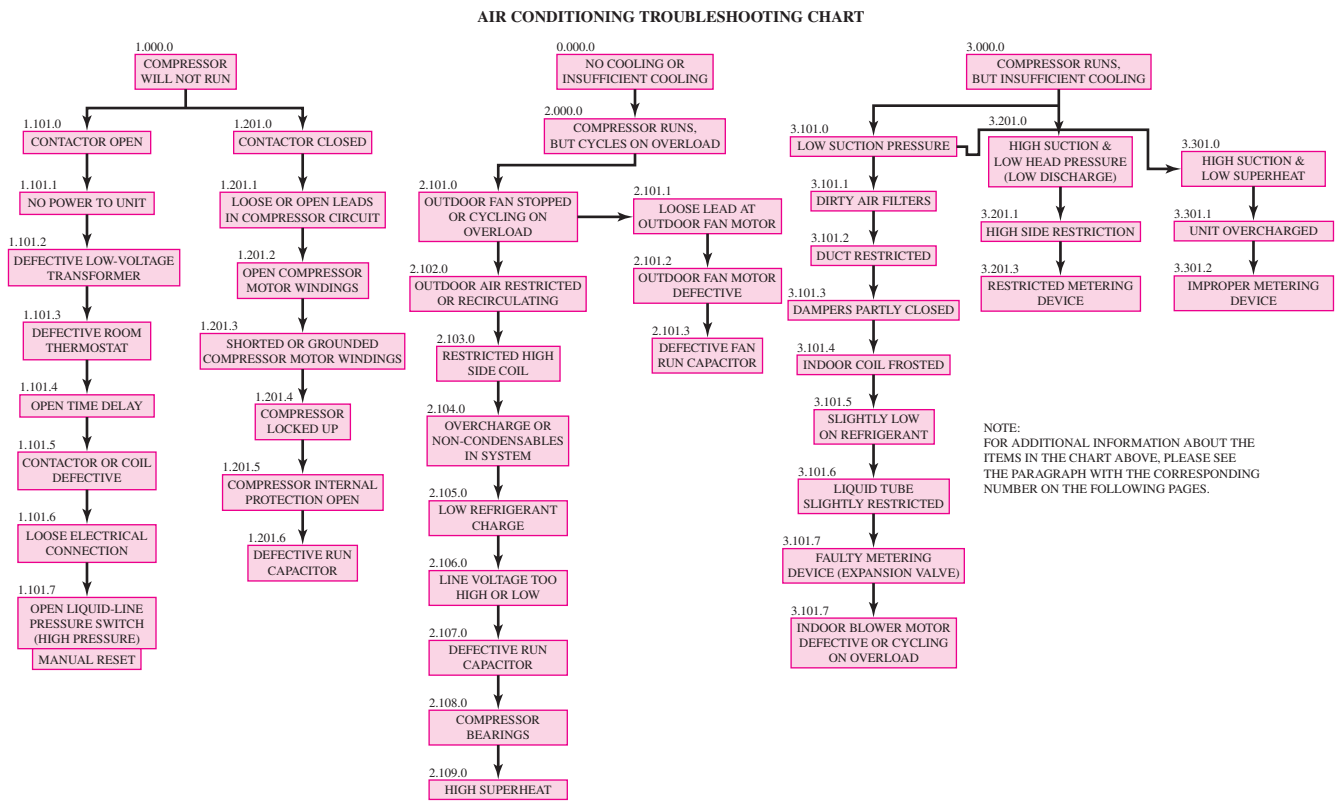 AIR CONDITIONING TROUBLESHOOTING CHART
1.000.0
COMPRESSOR
WILL NOT RUN
1.101.0
CONTACTOR OPEN
1.101.1
NO POWER TO UNIT
1.101.2
DEFECTIVE LOW-VOLTAGE
TRANSFORMER
1.101.3
DEFECTIVE ROOM
THERMOSTAT
1.101.4
OPEN TIME DELAY
1.101.5
CONTACTOR OR COIL
DEFECTIVE
1.101.6
LOOSE ELECTRICAL
CONNECTION
1.101.7
OPEN LIQUID-LINE
PRESSURE SWITCH
(HIGH PRESSURE)
MANUAL RESET
1.201.0
CONTACTOR CLOSED
1.201.1
LOOSE OR OPEN LEADS
IN COMPRESSOR CIRCUIT
1.201.2
OPEN COMPRESSOR
MOTOR WINDINGS
1.201.3
SHORTED OR GROUNDED
COMPRESSOR MOTOR WINDINGS
1.201.4
COMPRESSOR
LOCKED UP
1.201.5
COMPRESSOR INTERNAL
PROTECTION OPEN
1.201.6
DEFECTIVE RUN
CAPACITOR
0.000.0
NO COOLING OR
INSUFFICIENT COOLING
2.000.0
COMPRESSOR RUNS,
BUT CYCLES ON OVERLOAD
2.101.0
OUTDOOR FAN STOPPED
OR CYCLING ON
OVERLOAD
2.102.0
OUTDOOR AIR RESTRICTED
OR RECIRCULATING
2.103.0
RESTRICTED HIGH
SIDE COIL
2.104.0
OVERCHARGE OR
NON-CONDENSABLES
IN SYSTEM
2.105.0
LOW REFRIGERANT
CHARGE
2.106.0
LINE VOLTAGE TOO
HIGH OR LOW
2.107.0
DEFECTIVE RUN
CAPACITOR
2.108.0
COMPRESSOR
BEARINGS
2.109.0
HIGH SUPERHEAT
2.101.1
LOOSE LEAD AT
OUTDOOR FAN MOTOR
2.101.2
OUTDOOR FAN MOTOR
DEFECTIVE
2.101.3
DEFECTIVE FAN
RUN CAPACITOR
3.000.0
COMPRESSOR RUNS,
BUT INSUFFICIENT COOLING
3.101.0
LOW SUCTION PRESSURE
3.101.1
DIRTY AIR FILTERS
3.101.2
DUCT RESTRICTED
3.101.3
DAMPERS PARTLY CLOSED
3.101.4
INDOOR COIL FROSTED
3.101.5
SLIGHTLY LOW
ON REFRIGERANT
3.101.6
LIQUID TUBE
SLIGHTLY RESTRICTED
3.101.7
FAULTY METERING
DEVICE (EXPANSION VALVE)
3.101.7
INDOOR BLOWER MOTOR
DEFECTIVE OR CYCLING
ON OVERLOAD
3.201.0
HIGH SUCTION &
LOW HEAD PRESSURE
(LOW DISCHARGE)
3.201.1
HIGH SIDE RESTRICTION
3.201.3
RESTRICTED METERING
DEVICE
3.301.0
HIGH SUCTION &
LOW SUPERHEAT
3.301.1
UNIT OVERCHARGED
3.301.2
IMPROPER METERING
DEVICE
NOTE:
FOR ADDITIONAL INFORMATION ABOUT THE
ITEMS IN THE CHART ABOVE, PLEASE SEE
THE PARAGRAPH WITH THE CORRESPONDING
NUMBER ON THE FOLLOWING PAGES.